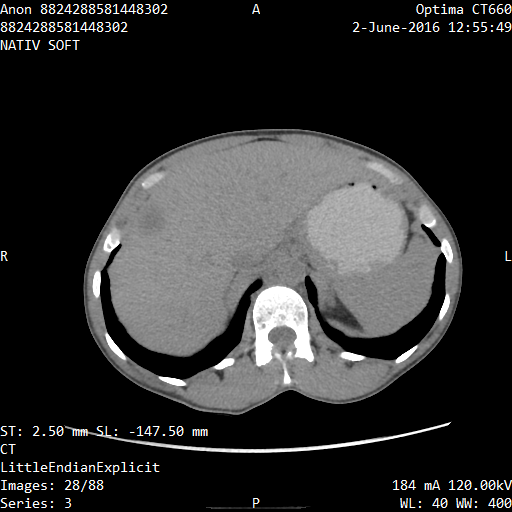 Anon 8824288581448302
A
Optima CT660
8824288581448302
2-June-2016 12:55:49
NATIV SOFT
R
L
ST: 2.50 mm SL: -147.50 mm
CT
LittleEndianExplicit
Images: 28/88
184 mA 120.00kV
Series: 3
P
WL: 40 WW: 400